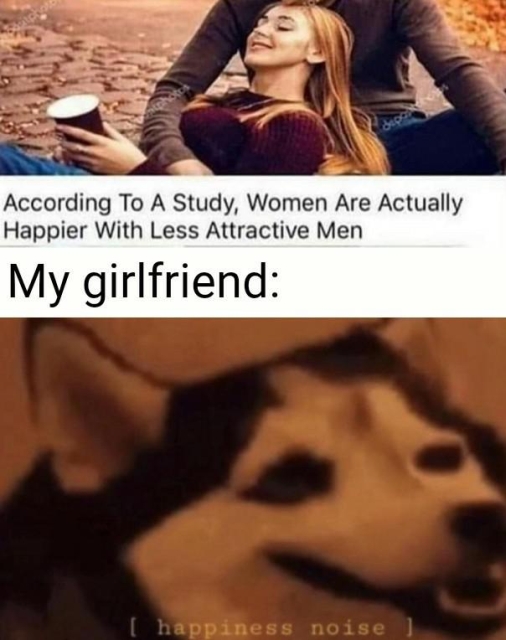 According To A Study, Women Are Actually
Happier With Less Attractive Men
My girlfriend:
[ happiness noise ]